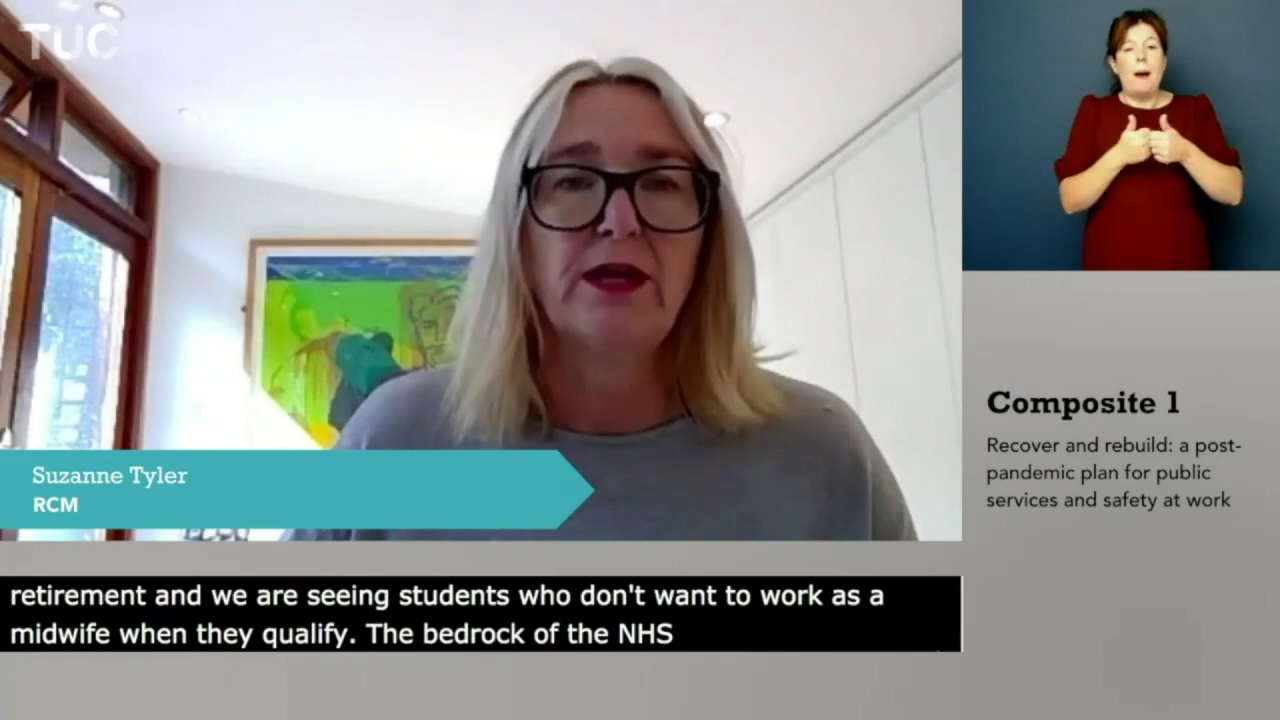 TUC
Suzanne Tyler
RCM
Composite 1
Recover and rebuild: a post-
pandemic plan for public
services and safety at work
retirement and we are seeing students who don't want to work as a
midwife when they qualify. The bedrock of the NHS